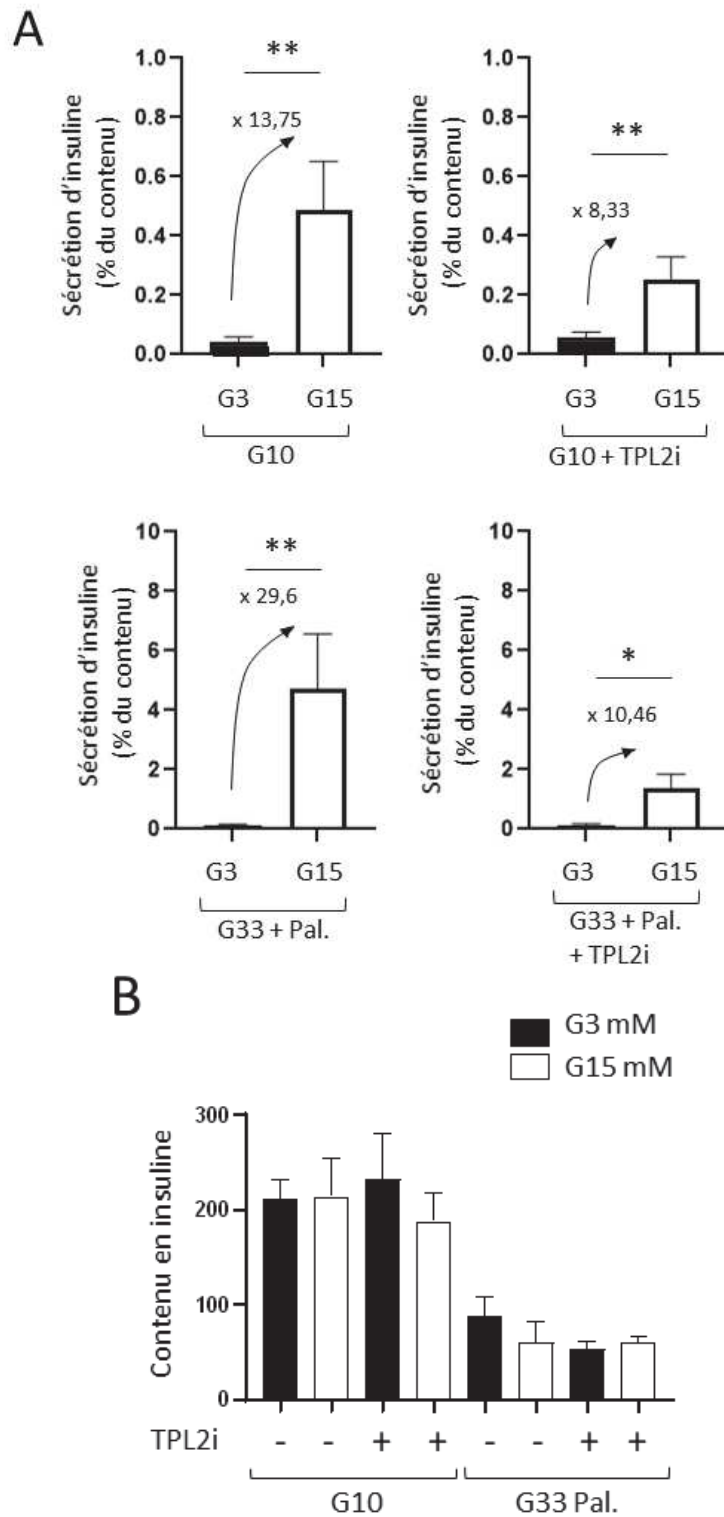 A
Sécrétion d'insuline
(% du contenu)
1.0
0.8
0.6
0.4
0.2
0.0
**
x 13,75
G3 G15
G10
Sécrétion d'insuline
(% du contenu)
1.0
0.8
0.6
0.4
0.2
0.0
**
x 8,33
G3 G15
G10 + TPL2i
Sécrétion d'insuline
(% du contenu)
10
8
6
4
2
0
**
x 29,6
G3 G15
G33 + Pal.
Sécrétion d'insuline
(% du contenu)
10
8
6
4
2
0
*
x 10,46
G3 G15
G33 + Pal.
+ TPL2i
B
G3 mM
G15 mM
Contenu en insuline
300
200
100
0
TPL2i - - + + - - + +
G10 G33 Pal.